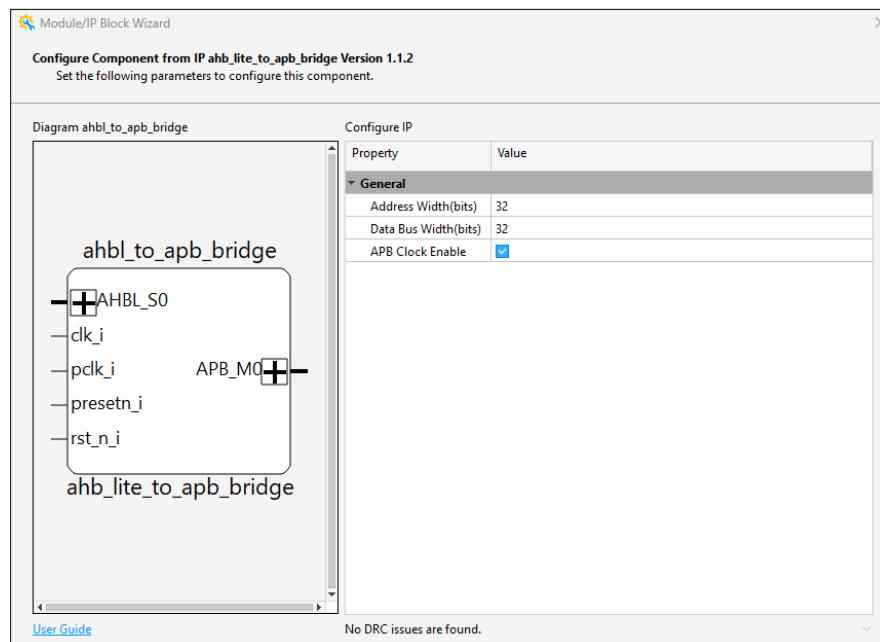 Module/IP Block Wizard
Configure Component from IP ahb_lite_to_apb_bridge Version 1.1.2
Set the following parameters to configure this component.
Diagram ahbl_to_apb_bridge
Configure IP
Property Value
General
Address Width(bits) 32
Data Bus Width(bits) 32
APB Clock Enable
ahbl_to_apb_bridge
AHBL_S0
clk_i
pclk_i
APB_M0
presetn_i
rst_n_i
ahb_lite_to_apb_bridge
User Guide
No DRC issues are found.